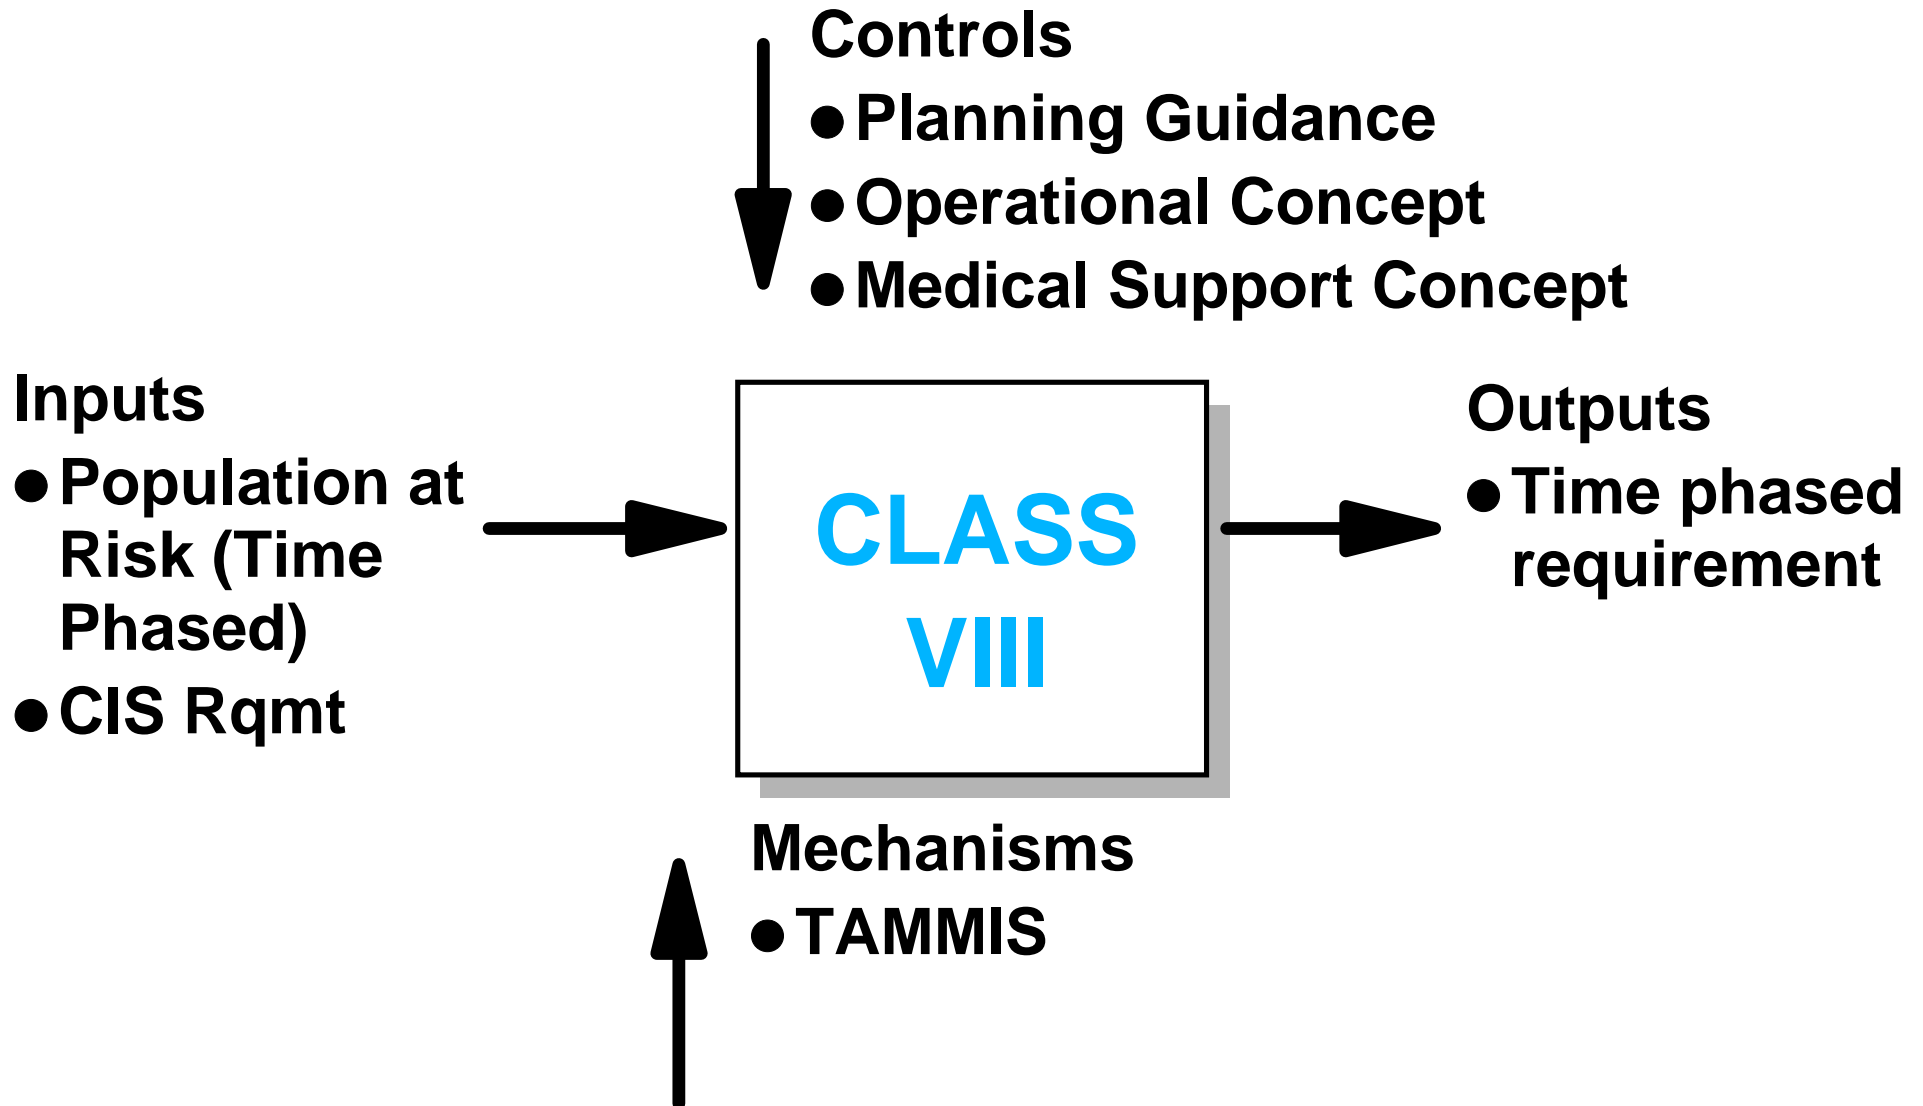 Controls
● Planning Guidance
● Operational Concept
● Medical Support Concept
Inputs
● Population at
Risk (Time
Phased)
● CIS Rqmt
CLASS
VIII
Outputs
● Time phased
requirement
Mechanisms
● TAMMIS